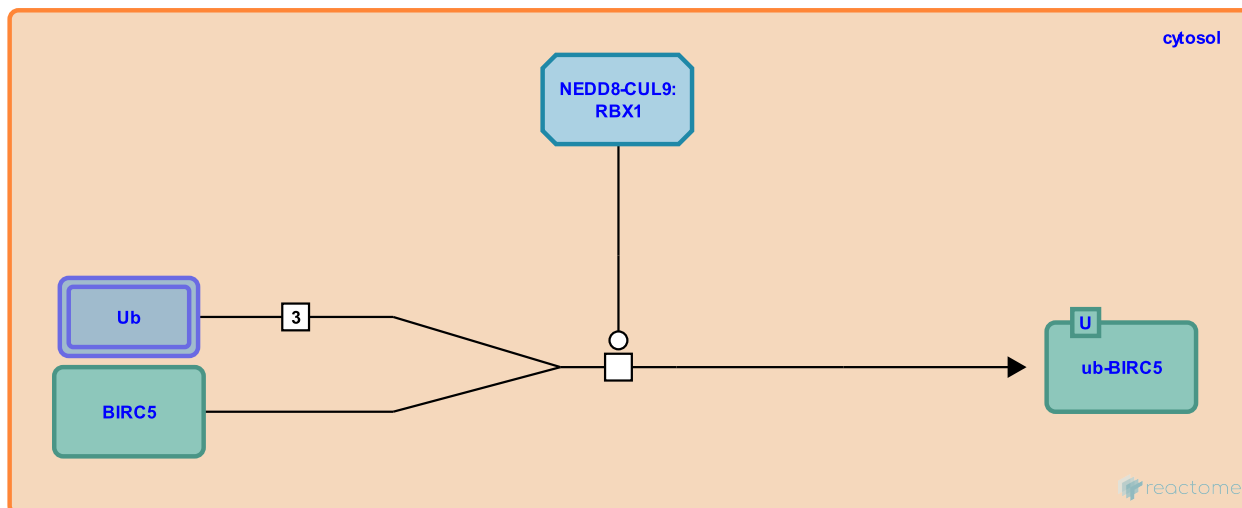 cytosol
NEDD8-CUL9:
RBX1
Ub
3
BIRC5
U
ub-BIRC5
reactome